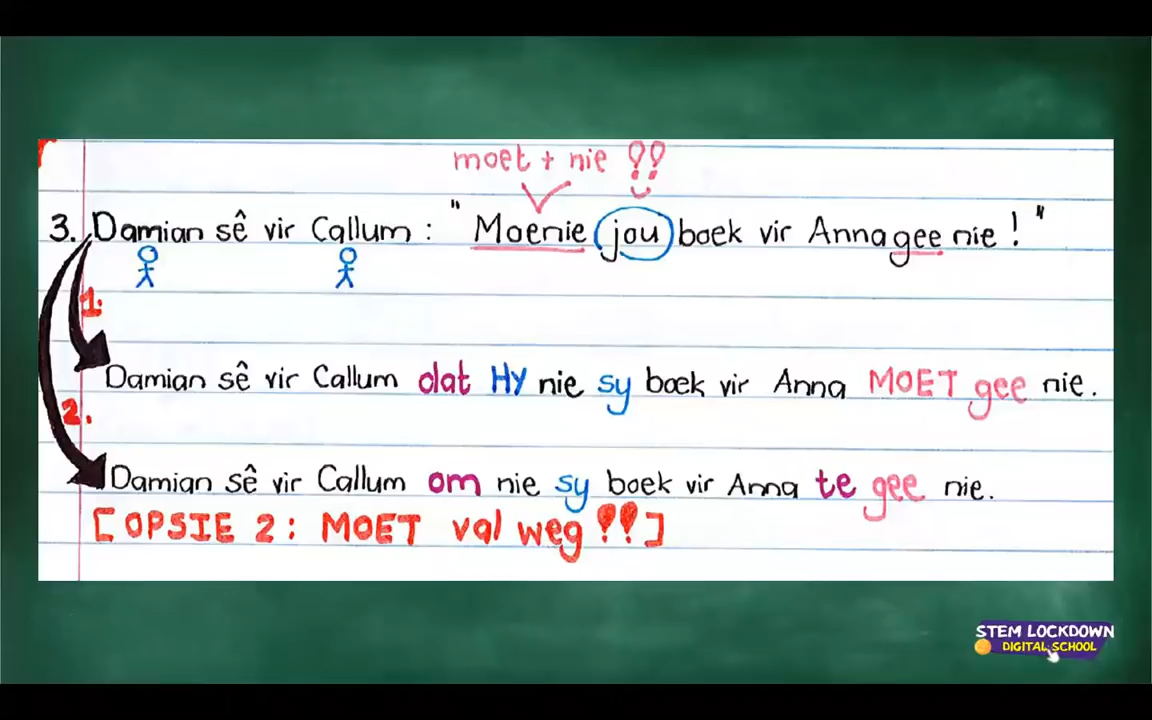 moet + nie !!
3. Damian sê vir Callum : "Moenie jou boek vir Anna gee nie !"
1.
Damian sê vir Callum dat Hy nie sy boek vir Anna MOET gee nie.
2.
Damian sê vir Callum om nie sy boek vir Anna te gee nie.
[OPSIE 2 : MOET val weg !!]
STEM LOCKDOWN
DIGITAL SCHOOL